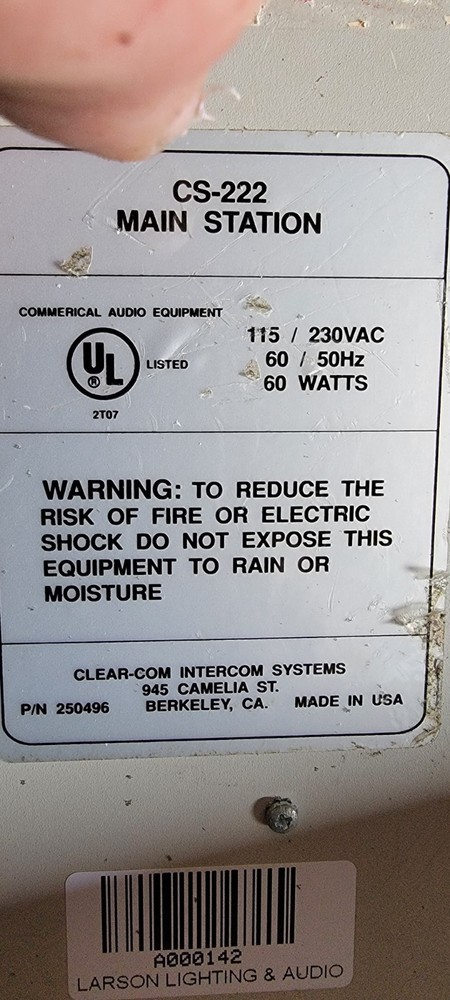 CS-222
MAIN STATION
COMMERICAL AUDIO EQUIPMENT
UL
®
LISTED
2T07
115 / 230VAC
60 / 50Hz
60 WATTS
WARNING: TO REDUCE THE
RISK OF FIRE OR ELECTRIC
SHOCK DO NOT EXPOSE THIS
EQUIPMENT TO RAIN OR
MOISTURE
CLEAR-COM INTERCOM SYSTEMS
945 CAMELIA ST.
P/N 250496 BERKELEY, CA. MADE IN USA
A000142
LARSON LIGHTING & AUDIO